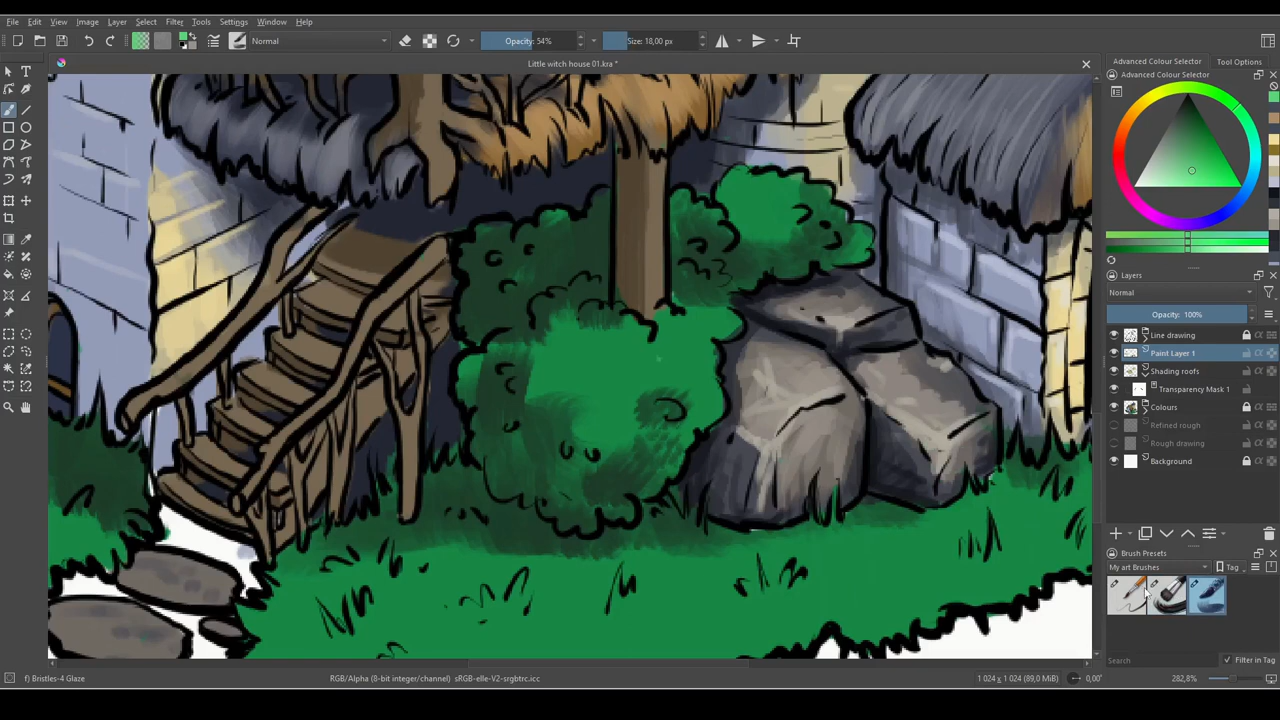 File Edit View Image Layer Select Filter Tools Settings Window Help
Normal Opacity: 54% Size: 18,00 px
Little witch house 01.kra *
Advanced Colour Selector Tool Options
Advanced Colour Selector
Layers
Normal
Opacity: 100%
Line drawing
Paint Layer 1
Shading roofs
Transparency Mask 1
Colours
Refined rough
Rough drawing
Background
Brush Presets
My art Brushes Tag
Search Filter in Tag
f) Bristles-4 Glaze RGB/Alpha (8-bit integer/channel) sRGB-elle-V2-srgbtrc.icc 1 024 x 1 024 (89,0 MiB) 0,00° 282,8%